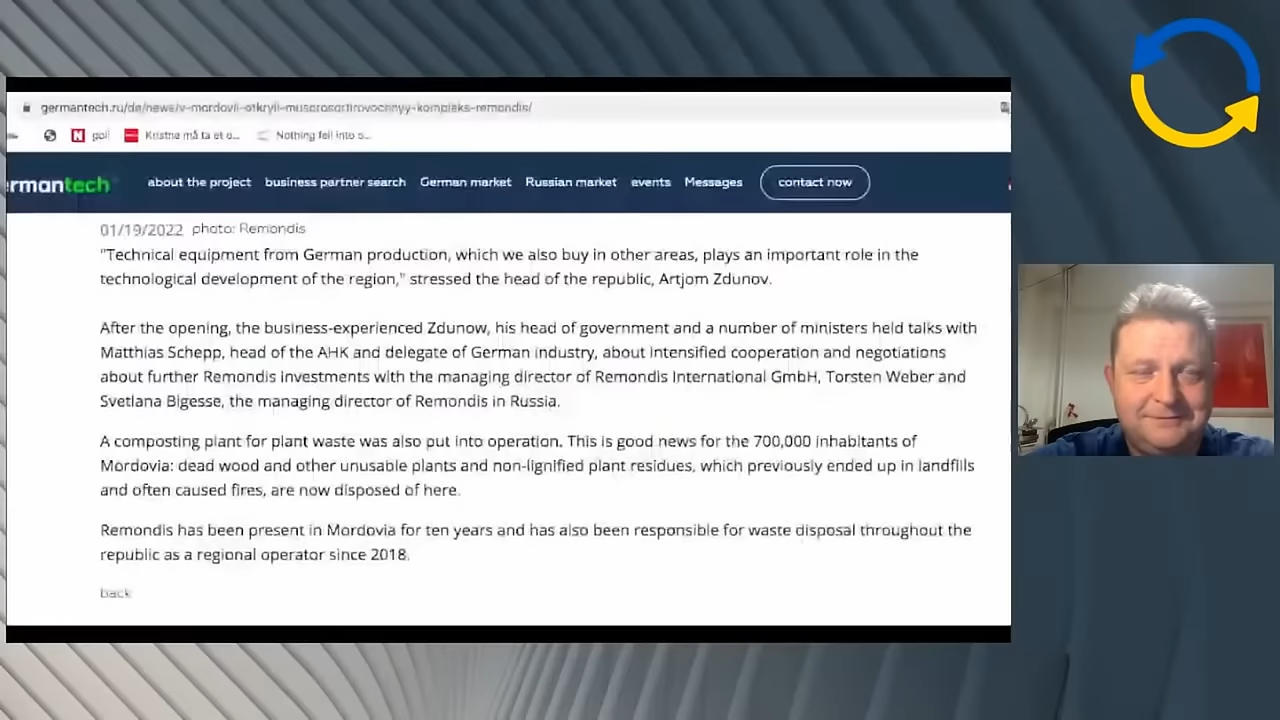 germantech.ru/de/news/v-mordovii-otkryli-musorosortirovochnyy-kompleks-remondis/
goll Kristne må ta et o... Nothing fell into o...
rmantech about the project business partner search German market Russian market events Messages contact now
01/19/2022 photo: Remondis
"Technical equipment from German production, which we also buy in other areas, plays an important role in the
technological development of the region," stressed the head of the republic, Artjom Zdunov.
After the opening, the business-experienced Zdunow, his head of government and a number of ministers held talks with
Matthias Schepp, head of the AHK and delegate of German industry, about intensified cooperation and negotiations
about further Remondis investments with the managing director of Remondis International GmbH, Torsten Weber and
Svetlana Bigesse, the managing director of Remondis in Russia.
A composting plant for plant waste was also put into operation. This is good news for the 700,000 inhabitants of
Mordovia: dead wood and other unusable plants and non-lignified plant residues, which previously ended up in landfills
and often caused fires, are now disposed of here.
Remondis has been present in Mordovia for ten years and has also been responsible for waste disposal throughout the
republic as a regional operator since 2018.
back